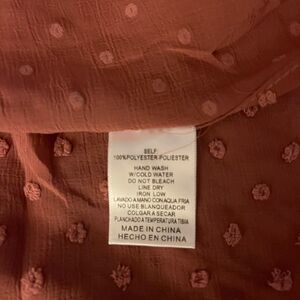 SELF:
100%POLYESTER-POLIESTER
HAND WASH
W/COLD WATER
DO NOT BLEACH
LINE DRY
IRON LOW
LAVADO A MANO CON AQUA FRIA
NO USE BLANQUEADOR
COLGAR A SECAR
PLANCHADO A TEMPERATURA TIBIA
MADE IN CHINA
HECHO EN CHINA